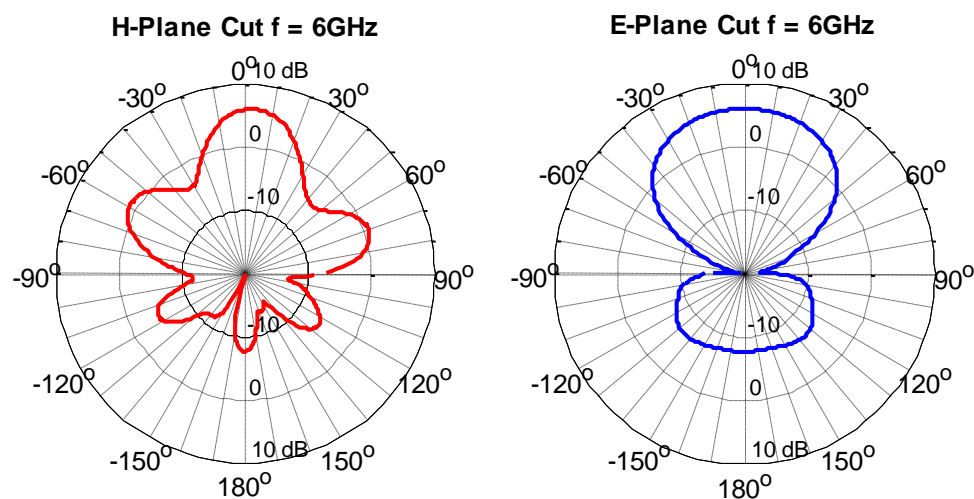 H-Plane Cut f = 6GHz
0o 10 dB
-30o
30o
0
-60o
60o
-10
-90o
90o
-10
-120o
120o
0
-150o
10 dB
150o
180o
E-Plane Cut f = 6GHz
0o 10 dB
-30o
30o
0
-60o
60o
-10
-90o
90o
-10
-120o
120o
0
-150o
10 dB
150o
180o